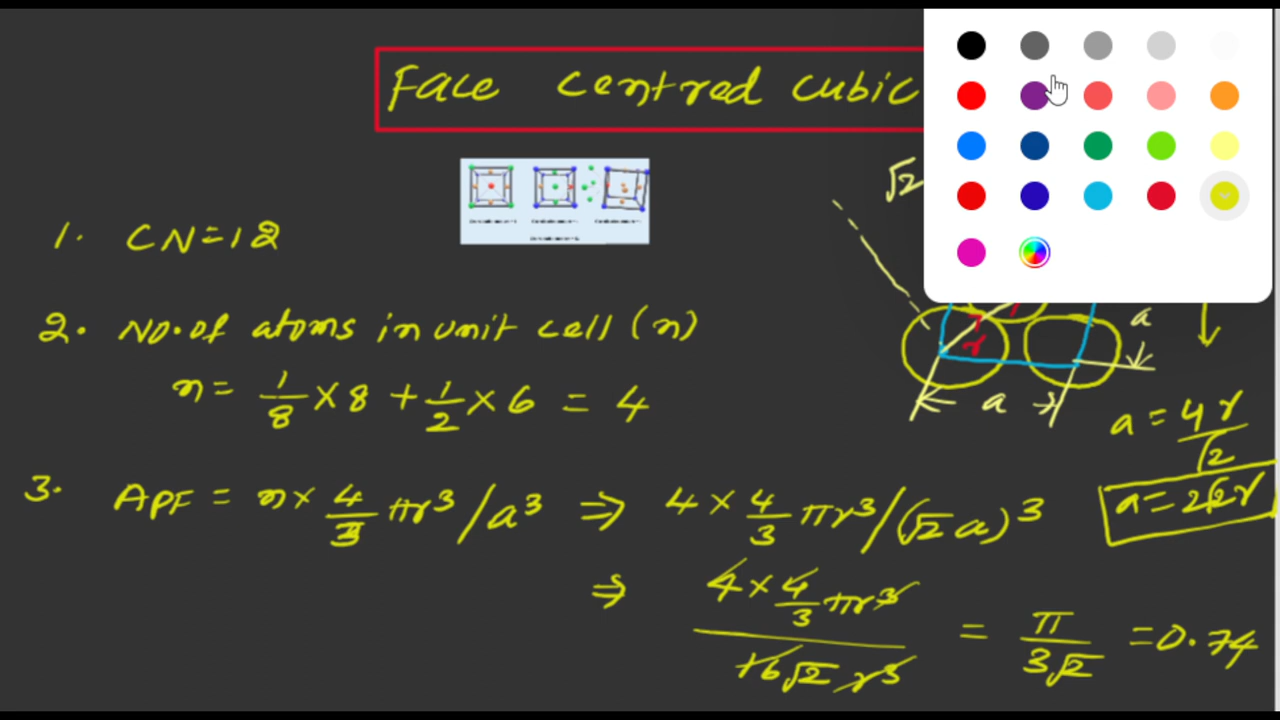 Face centred cubic
√2
1. CN=12
2. No.of atoms in unit cell (n)
n= 1/8 × 8 + 1/2 × 6 = 4
r
a
a
a = 4r/√2
a=2√2r
3. APF = n× 4/3 πr³/a³ ⇒ 4 × 4/3 πr³/(√2 a)³
⇒ 4 × 4/3 πr³ / 16√2 r³ = π/3√2 =0.74